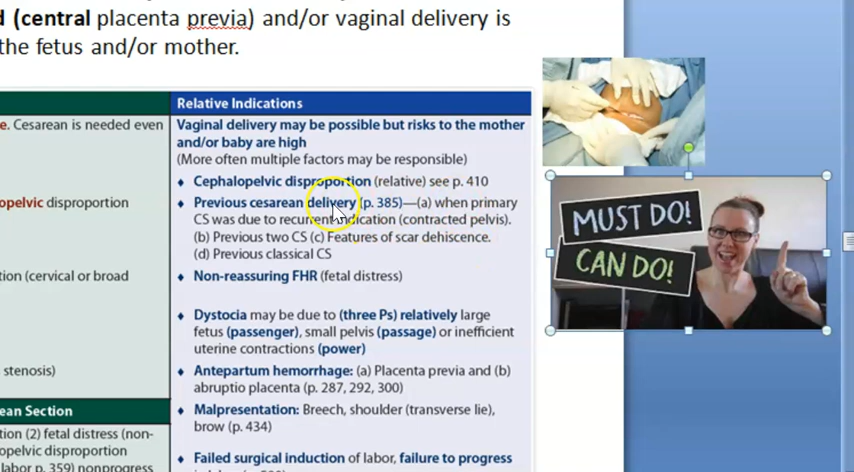 d (central placenta previa) and/or vaginal delivery is
the fetus and/or mother.
Relative Indications
e. Cesarean is needed even
Vaginal delivery may be possible but risks to the mother
and/or baby are high
(More often multiple factors may be responsible)
♦ Cephalopelvic disproportion (relative) see p. 410
opelvic disproportion
♦ Previous cesarean delivery (p. 385)—(a) when primary
CS was due to recurrent indication (contracted pelvis).
(b) Previous two CS (c) Features of scar dehiscence.
(d) Previous classical CS
tion (cervical or broad
♦ Non-reassuring FHR (fetal distress)
♦ Dystocia may be due to (three Ps) relatively large
fetus (passenger), small pelvis (passage) or inefficient
uterine contractions (power)
stenosis)
♦ Antepartum hemorrhage: (a) Placenta previa and (b)
abruptio placenta (p. 287, 292, 300)
ean Section
♦ Malpresentation: Breech, shoulder (transverse lie),
brow (p. 434)
tion (2) fetal distress (non-
opelvic disproportion
labor p. 359) nonprogress
♦ Failed surgical induction of labor, failure to progress
MUST DO!
CAN DO!